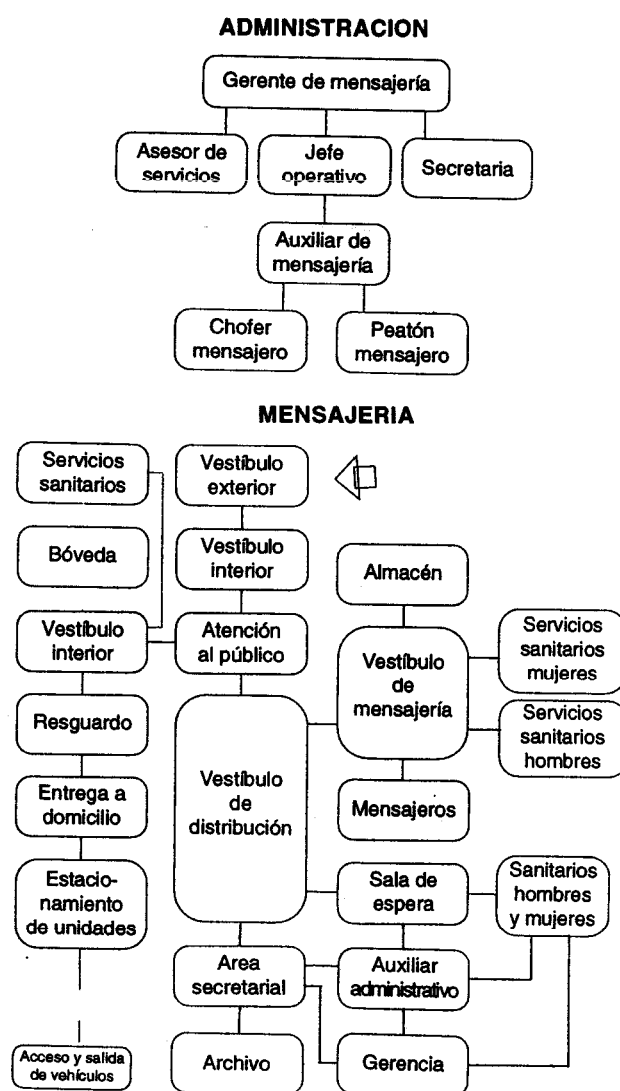 ADMINISTRACION
Gerente de mensajería
Asesor de
servicios
Jefe
operativo
Secretaria
Auxiliar de
mensajería
Chofer
mensajero
Peatón
mensajero
MENSAJERIA
Servicios
sanitarios
Vestíbulo
exterior
Bóveda
Vestíbulo
interior
Almacén
Vestíbulo
interior
Atención
al público
Vestíbulo
de
mensajería
Servicios
sanitarios
mujeres
Servicios
sanitarios
hombres
Resguardo
Vestíbulo
de
distribución
Mensajeros
Entrega a
domicilio
Estacio-
namiento
de unidades
Sala de
espera
Sanitarios
hombres
y mujeres
Area
secretarial
Auxiliar
administrativo
Acceso y salida
de vehículos
Archivo
Gerencia